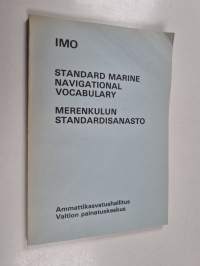 IMO
STANDARD MARINE
NAVIGATIONAL
VOCABULARY
MERENKULUN
STANDARDISANASTO
Ammattikasvatushallitus
Valtion painatuskeskus